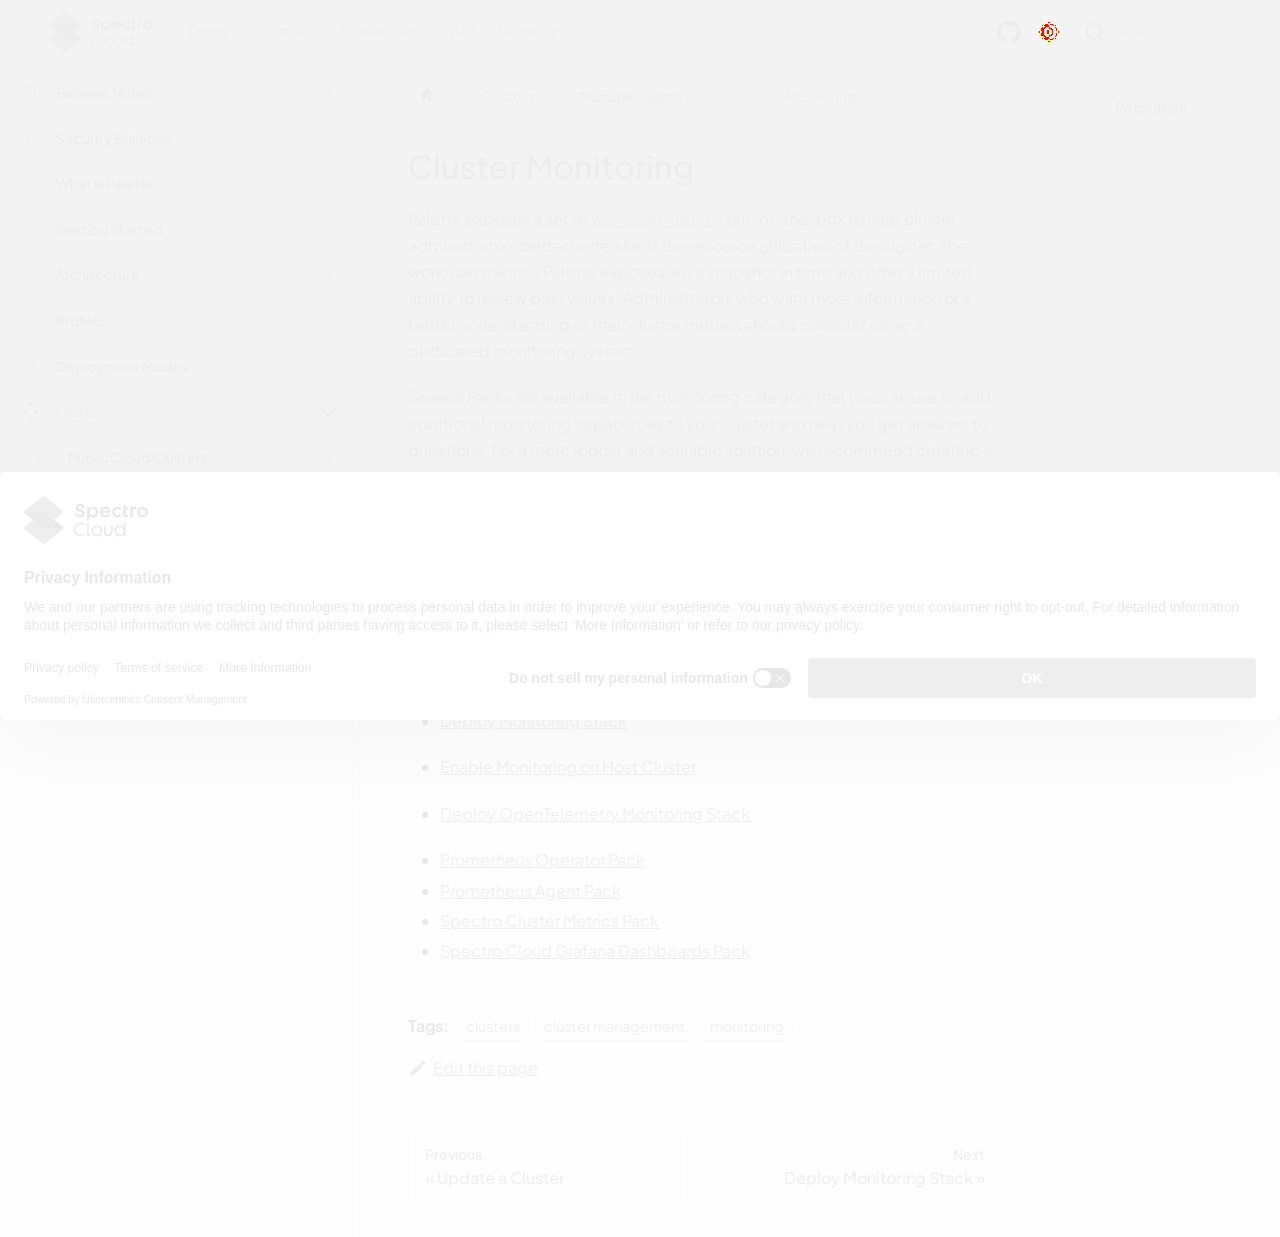 Spectro
Cloud
Docs
Tutorials
Downloads
API
latest
Search
Release Notes
Security Bulletins
What is Palette?
Getting Started
Architecture
Profiles
Deployment Modes
Clusters
Public Cloud Clusters
Clusters
Manage Clusters
Cluster Monitoring
Resources
Cluster Monitoring
Palette exposes a set of workload metrics out-of-the-box to help cluster
administrators better understand the resource utilization of the cluster. The
workload metrics Palette exposes are a snapshot in time and offer a limited
ability to review past values. Administrators who want more information or a
better understanding of their cluster metrics should consider using a
dedicated monitoring system.
Several Packs are available in the monitoring category that you can use to add
additional monitoring capabilities to your cluster and help you get answers to
questions. For a more robust and scalable solution, we recommend creating a
Spectro
Cloud
Privacy Information
We and our partners are using tracking technologies to process personal data in order to improve your experience. You may always exercise your consumer right to opt-out. For detailed information
about personal information we collect and third parties having access to it, please select ‘More Information’ or refer to our privacy policy.
Privacy policy
Terms of service
More Information
Powered by Usercentrics Consent Management
Do not sell my personal information
OK
Deploy Monitoring Stack
Enable Monitoring on Host Cluster
Deploy OpenTelemetry Monitoring Stack
Prometheus Operator Pack
Prometheus Agent Pack
Spectro Cluster Metrics Pack
Spectro Cloud Grafana Dashboards Pack
Tags:
clusters
cluster management
monitoring
Edit this page
Previous
« Update a Cluster
Next
Deploy Monitoring Stack »